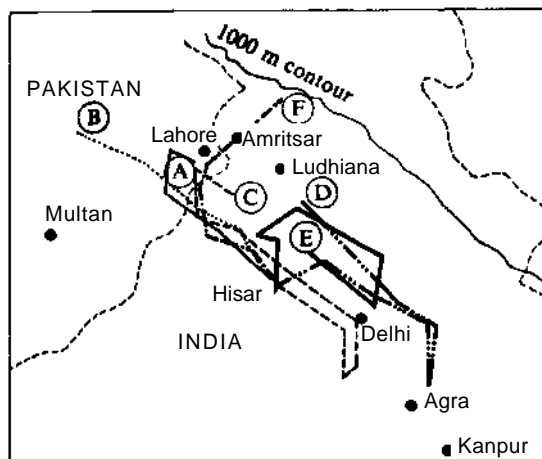 1000 m contour
PAKISTAN
B
F
Lahore
Amritsar
A
Ludhiana
C
D
Multan
E
Hisar
Delhi
INDIA
Agra
Kanpur